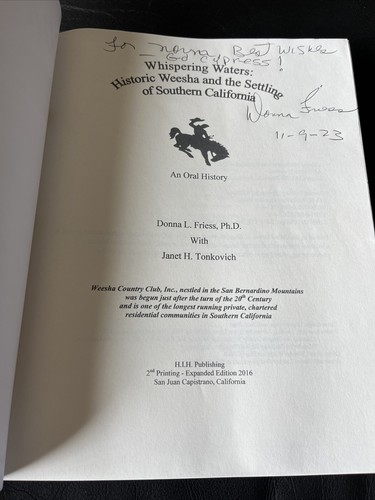 For Norma, Best Wishes
Go Cypress!
Whispering Waters:
Historic Weesha and the Settling
of Southern California
Donna Friess
11-9-23
An Oral History
Donna L. Friess, Ph.D.
With
Janet H. Tonkovich
Weesha Country Club, Inc., nestled in the San Bernardino Mountains
was begun just after the turn of the 20th Century
and is one of the longest running private, chartered
residential communities in Southern California
H.I.H. Publishing
2nd Printing - Expanded Edition 2016
San Juan Capistrano, California